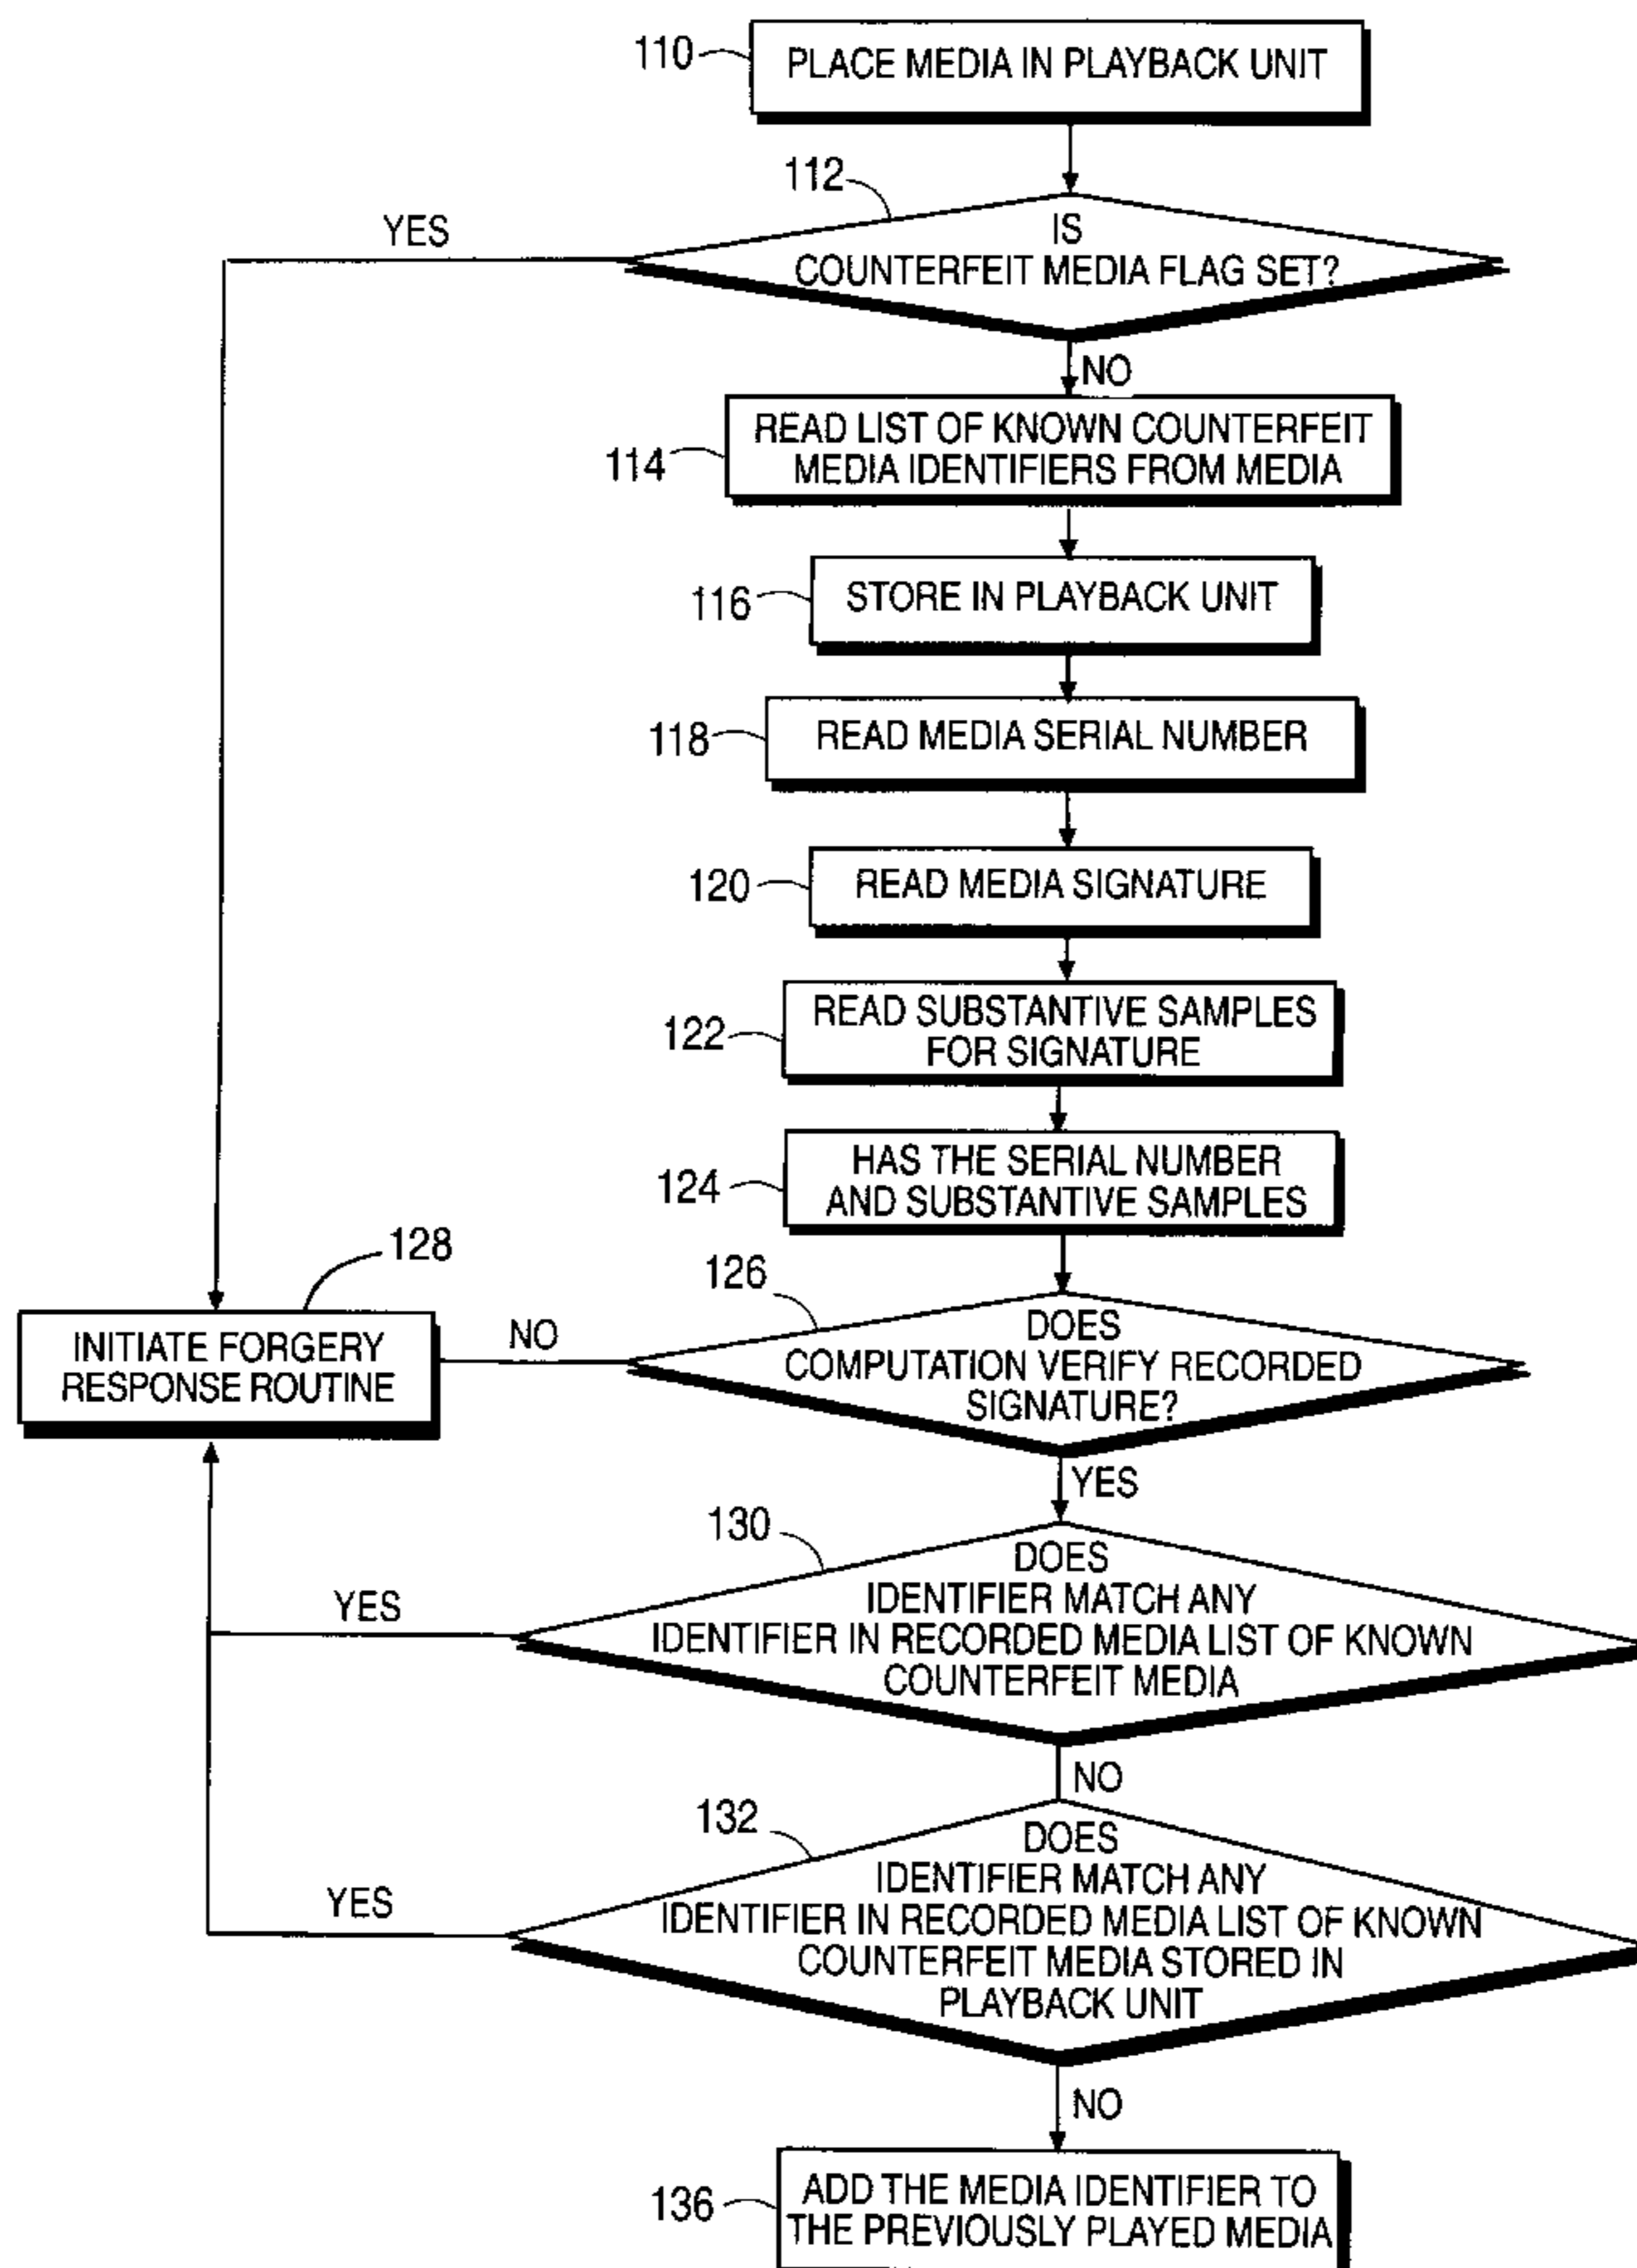 110
PLACE MEDIA IN PLAYBACK UNIT
112
YES
IS
COUNTERFEIT MEDIA FLAG SET?
NO
114
READ LIST OF KNOWN COUNTERFEIT
MEDIA IDENTIFIERS FROM MEDIA
116
STORE IN PLAYBACK UNIT
118
READ MEDIA SERIAL NUMBER
120
READ MEDIA SIGNATURE
122
READ SUBSTANTIVE SAMPLES
FOR SIGNATURE
124
HAS THE SERIAL NUMBER
AND SUBSTANTIVE SAMPLES
126
128
INITIATE FORGERY
RESPONSE ROUTINE
NO
DOES
COMPUTATION VERIFY RECORDED
SIGNATURE?
YES
130
YES
DOES
IDENTIFIER MATCH ANY
IDENTIFIER IN RECORDED MEDIA LIST OF KNOWN
COUNTERFEIT MEDIA
NO
132
YES
DOES
IDENTIFIER MATCH ANY
IDENTIFIER IN RECORDED MEDIA LIST OF KNOWN
COUNTERFEIT MEDIA STORED IN
PLAYBACK UNIT
NO
136
ADD THE MEDIA IDENTIFIER TO
THE PREVIOUSLY PLAYED MEDIA